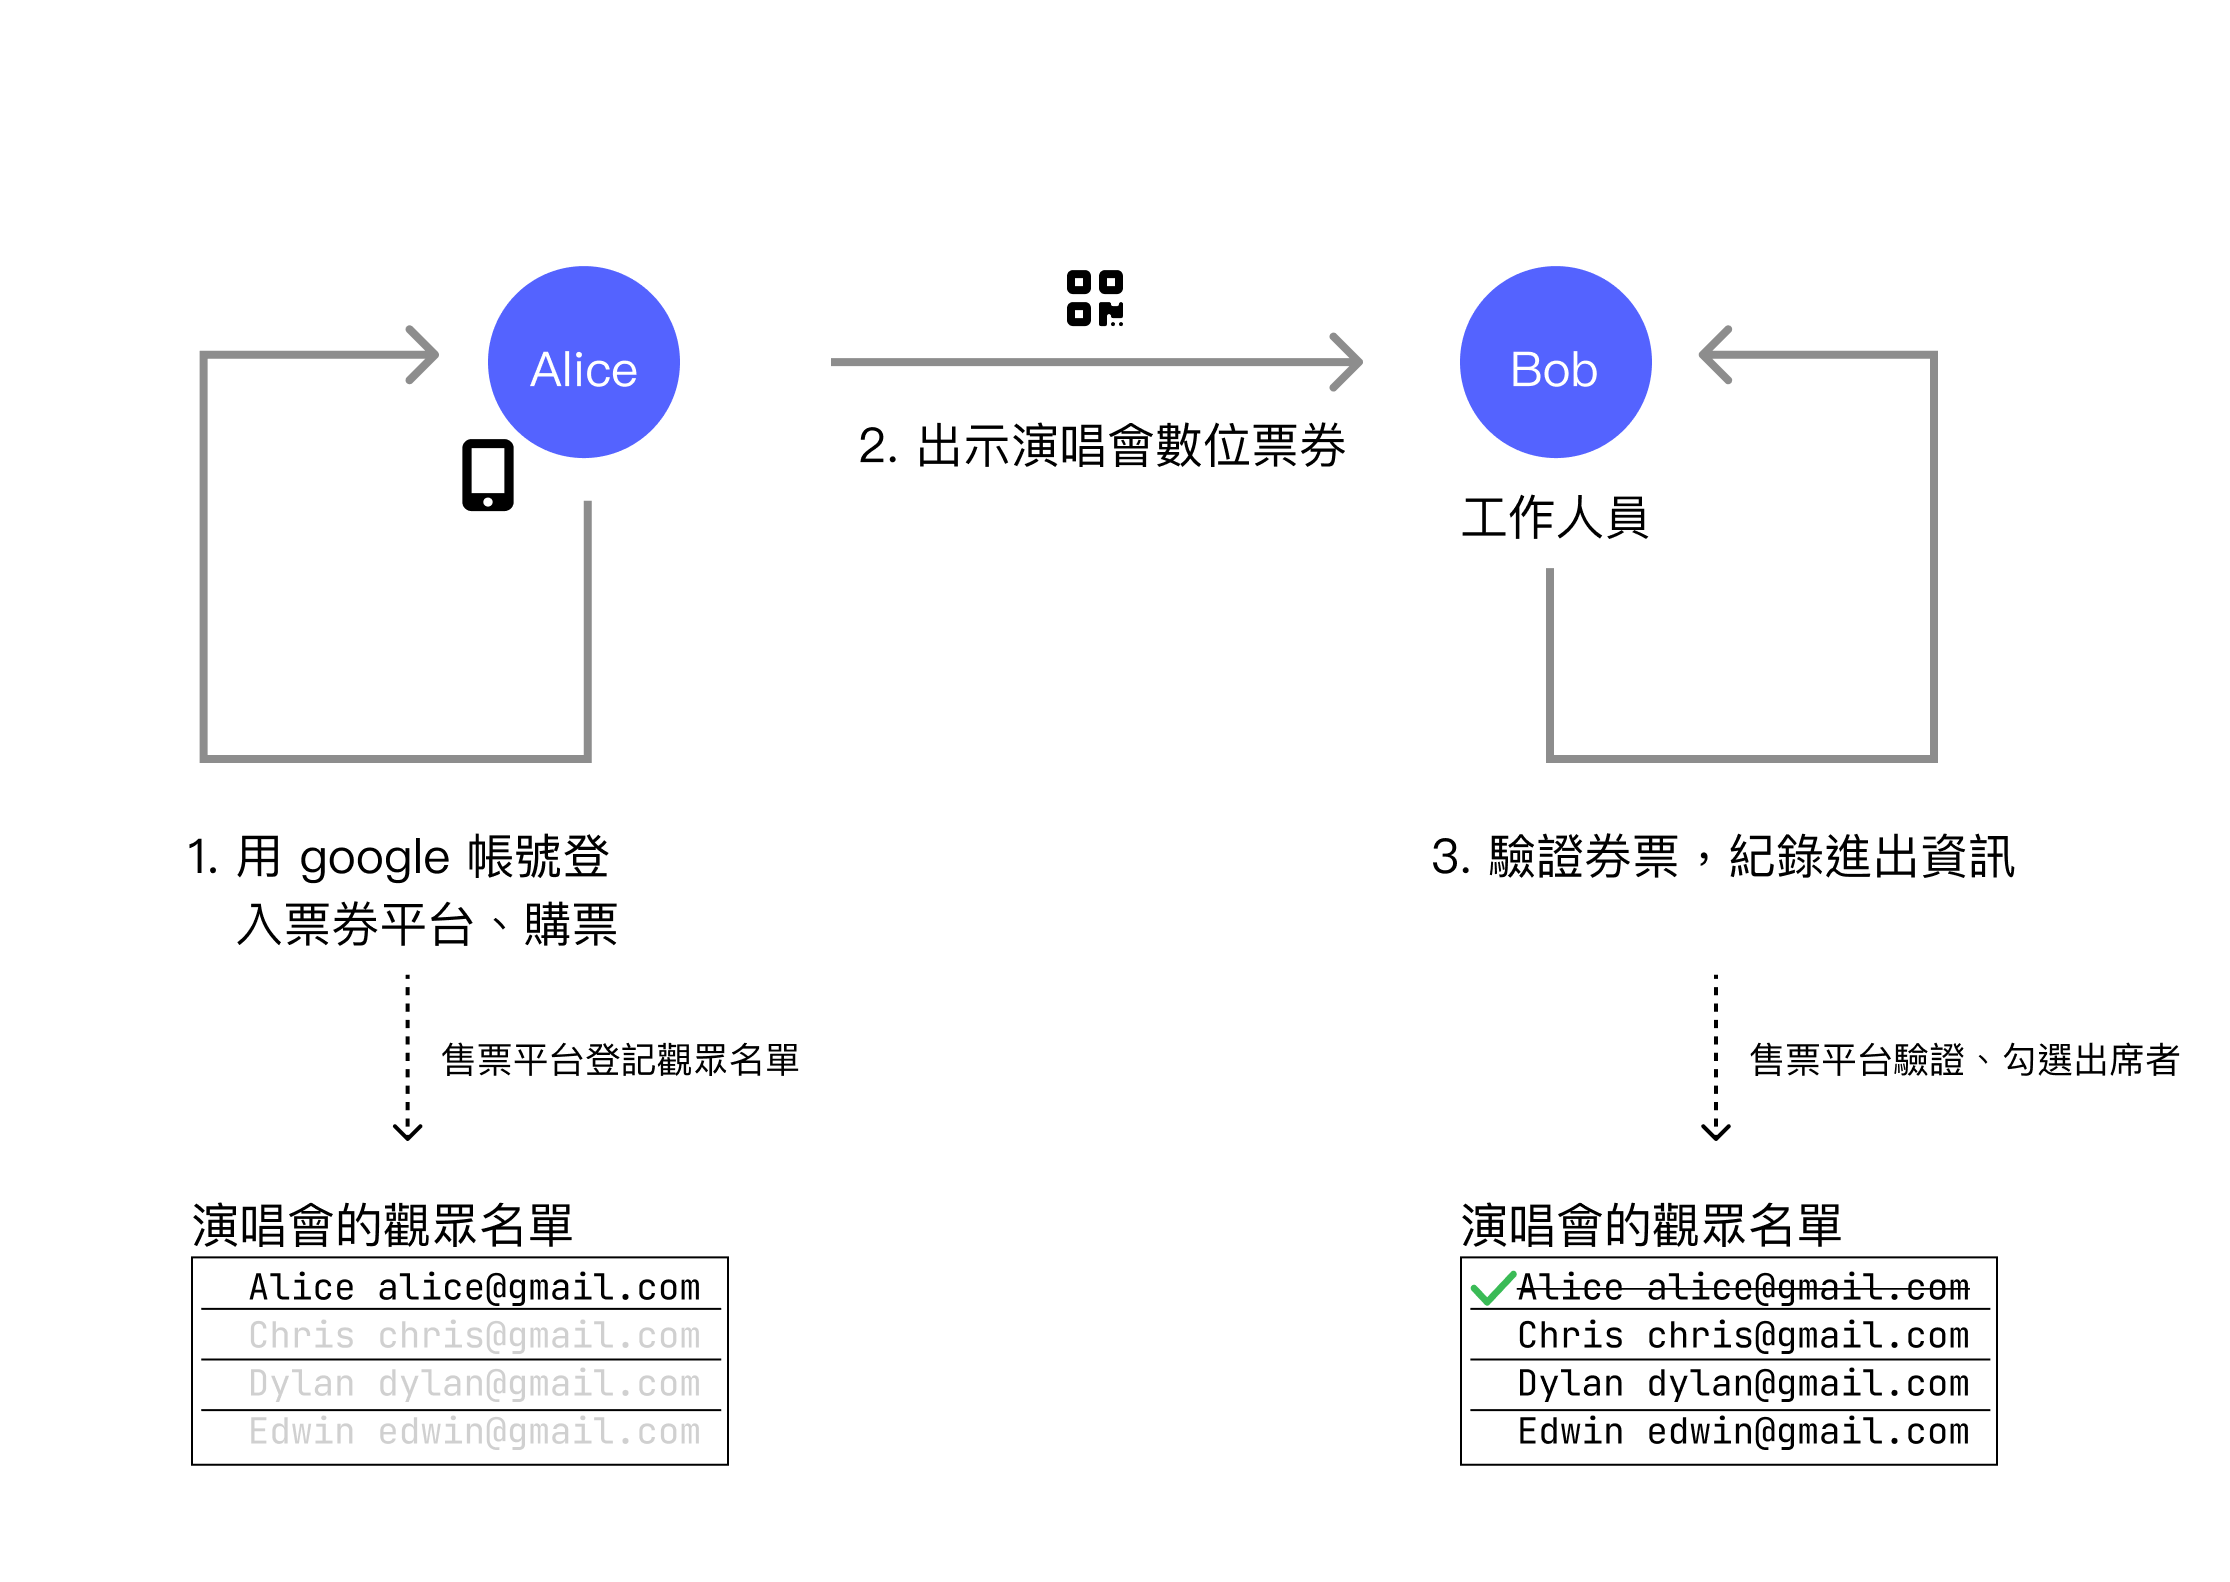 Alice
Bob
2. 出示演唱會數位票券
工作人員
1. 用 google 帳號登
入票券平台、購票
3. 驗證券票，紀錄進出資訊
售票平台登記觀眾名單
售票平台驗證、勾選出席者
演唱會的觀眾名單
Alice alice@gmail.com
Chris chris@gmail.com
Dylan dylan@gmail.com
Edwin edwin@gmail.com
演唱會的觀眾名單
Alice alice@gmail.com
Chris chris@gmail.com
Dylan dylan@gmail.com
Edwin edwin@gmail.com